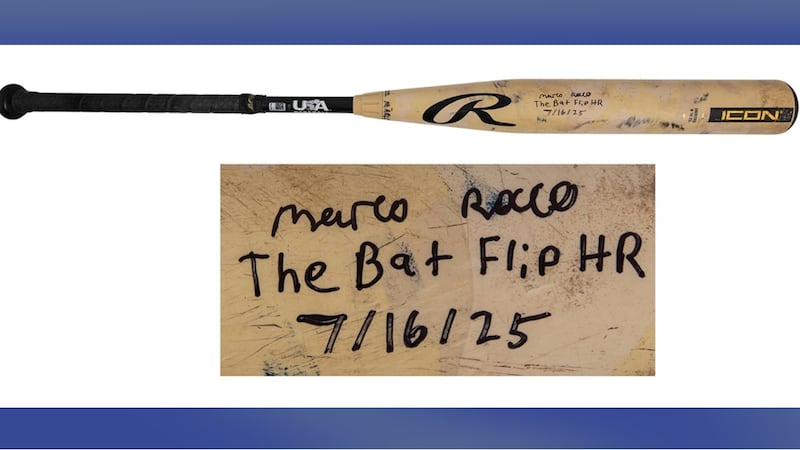 USA
R
marco Rocco
The Bat Flip HR
7/16/25
ICON
marco Rocco
The Bat Flip HR
7/16/25